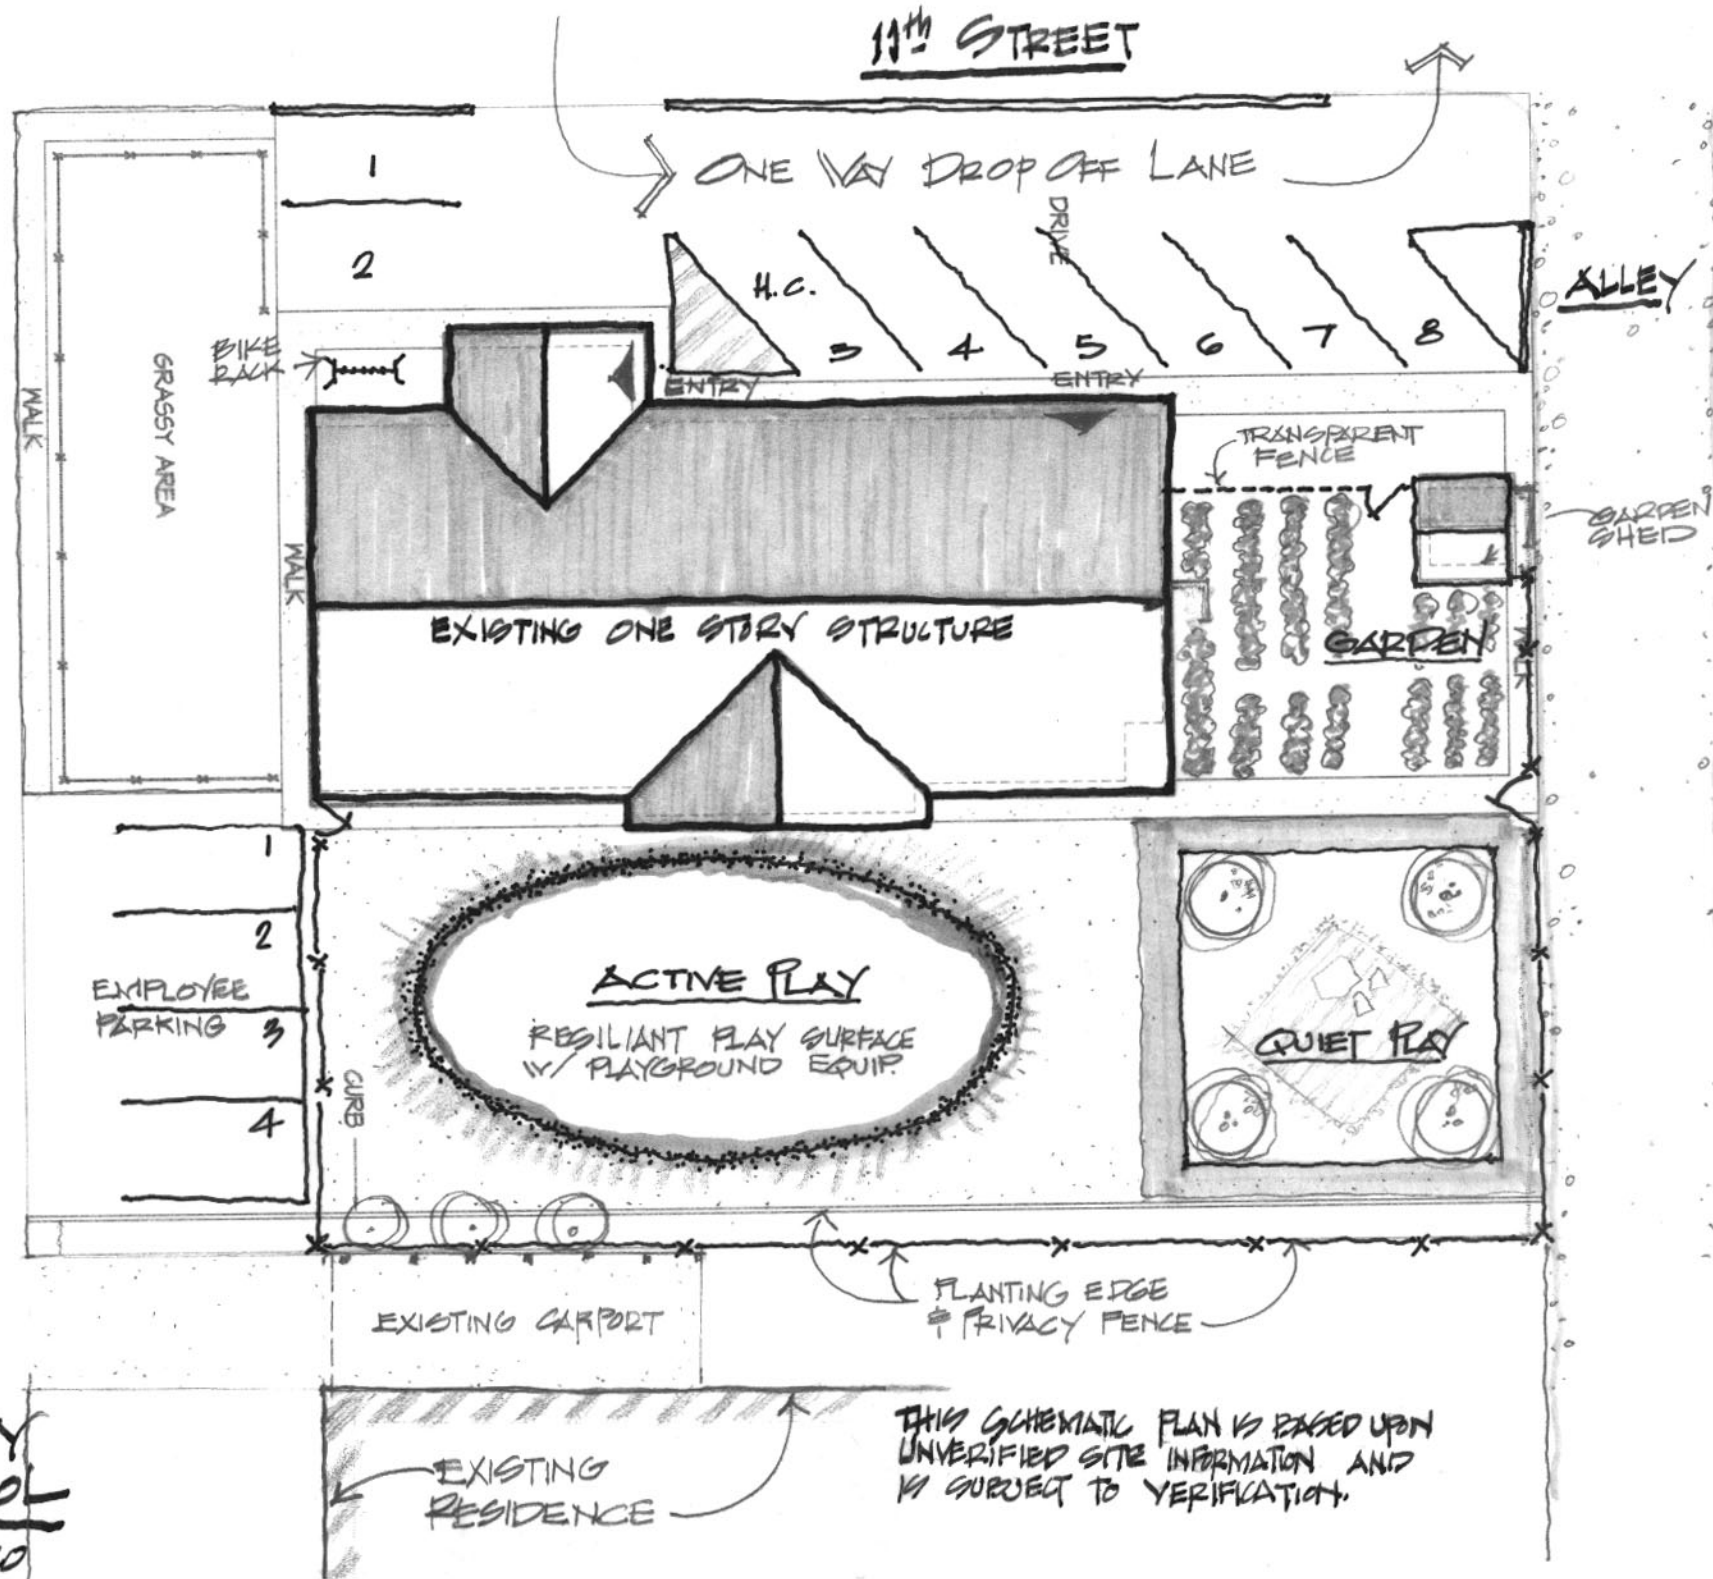 11th STREET
ONE WAY DROP OFF LANE
DRIVE
1
2
H.C.
3
4
5
6
7
8
ALLEY
BIKE
RACK
ENTRY
ENTRY
WALK
GRASSY AREA
WALK
TRANSPARENT
FENCE
GARDEN
SHED
EXISTING ONE STORY STRUCTURE
GARDEN
1
2
EMPLOYEE
PARKING
3
4
CURB
ACTIVE PLAY
RESILIANT PLAY SURFACE
W/ PLAYGROUND EQUIP.
QUIET PLAY
EXISTING CARPORT
PLANTING EDGE
& PRIVACY FENCE
EXISTING
RESIDENCE
THIS SCHEMATIC PLAN IS BASED UPON
UNVERIFIED SITE INFORMATION AND
IS SUBJECT TO VERIFICATION.